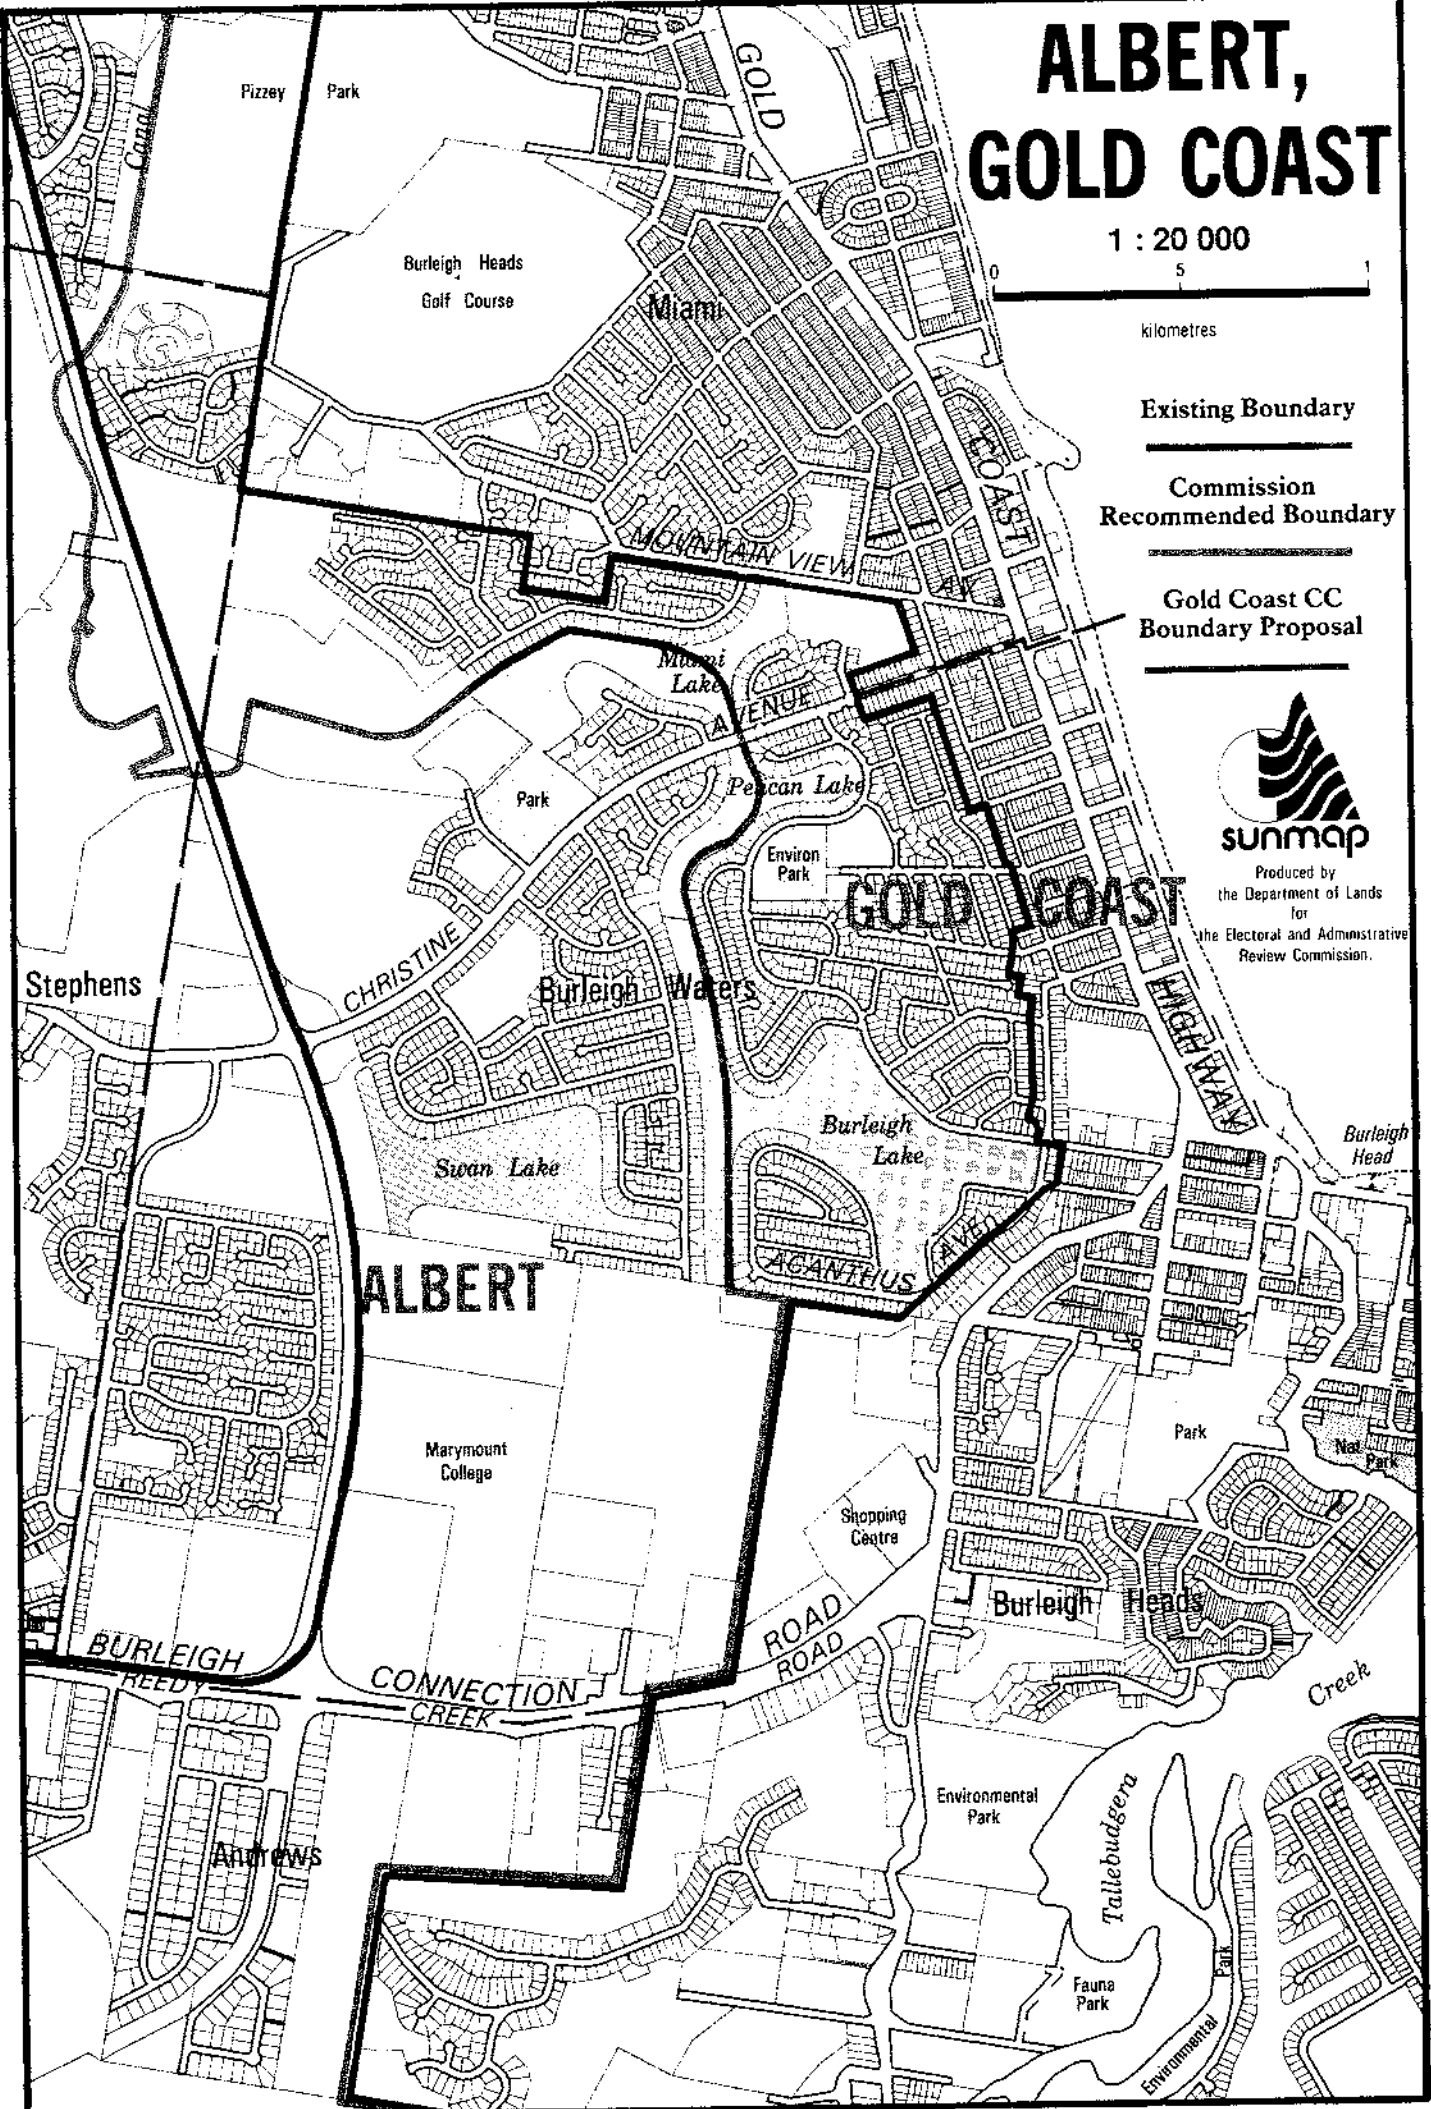 ALBERT,
GOLD COAST
1 : 20 000
0 5 1
kilometres
Existing Boundary
Commission
Recommended Boundary
Gold Coast CC
Boundary Proposal
sunmap
Produced by
the Department of Lands
for
the Electoral and Administrative
Review Commission.
Pizzey Park
Canal
GOLD
Burleigh Heads
Golf Course
Miami
COAST
MOUNTAIN VIEW AV
Miami
Lake
AVENUE
Park
Pelican Lake
Environ
Park
GOLD COAST
CHRISTINE
Stephens
Burleigh Waters
HIGHWAY
Burleigh
Lake
Burleigh
Head
Swan Lake
ACANTHUS AVE
ALBERT
Marymount
College
Park
Nat
Park
Shopping
Centre
Burleigh Heads
BURLEIGH CONNECTION ROAD
REEDY CREEK ROAD
Creek
Tallebudgera
Environmental
Park
Andrews
Fauna
Park
Environmental
Park